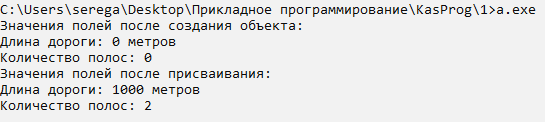 C:\Users\serega\Desktop\Прикладное программирование\KasProg\1>a.exe
Значения полей после создания объекта:
Длина дороги: 0 метров
Количество полос: 0
Значения полей после присваивания:
Длина дороги: 1000 метров
Количество полос: 2